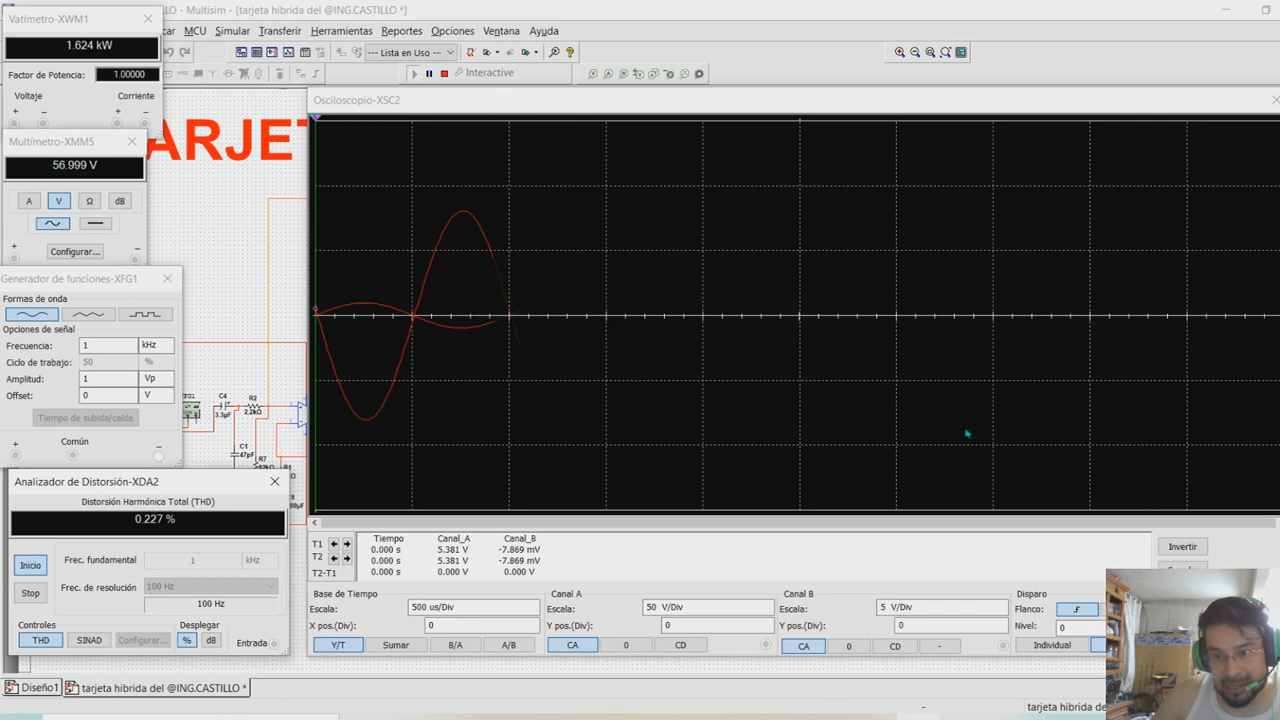 Vatímetro-XWM1
LO - Multisim - [tarjeta hibrida del @ING.CASTILLO *]
car MCU Simular Transferir Herramientas Reportes Opciones Ventana Ayuda
1.624 kW
--- Lista en Uso ---
Factor de Potencia: 1.00000
Interactive
Voltaje Corriente
+ − + −
Osciloscopio-XSC2
ARJET
Multímetro-XMM5
56.999 V
A V Ω dB
+ −
Configurar...
Generador de funciones-XFG1
Formas de onda
Opciones de señal
Frecuencia: 1 kHz
Ciclo de trabajo: 50 %
Amplitud: 1 Vp
Offset: 0 V
Tiempo de subida/caída
+ Común −
C4
3.3µF
R2
2.2kΩ
C1
47pF
R7
Analizador de Distorsión-XDA2
Distorsión Harmónica Total (THD)
0.227 %
Inicio
Frec. fundamental 1 kHz
Stop
Frec. de resolución 100 Hz
100 Hz
Controles Desplegar
THD SINAD Configurar... % dB Entrada
Tiempo Canal_A Canal_B
T1 0.000 s 5.381 V -7.869 mV
T2 0.000 s 5.381 V -7.869 mV
T2-T1 0.000 s 0.000 V 0.000 V
Invertir
Base de Tiempo Canal A Canal B Disparo
Escala: 500 us/Div Escala: 50 V/Div Escala: 5 V/Div Flanco:
X pos.(Div) 0 Y pos.(Div) 0 Y pos.(Div) 0 Nivel: 0
Y/T Sumar B/A A/B CA 0 CD CA 0 CD - Individual
Diseño1 tarjeta hibrida del @ING.CASTILLO *
tarjeta hibrida de